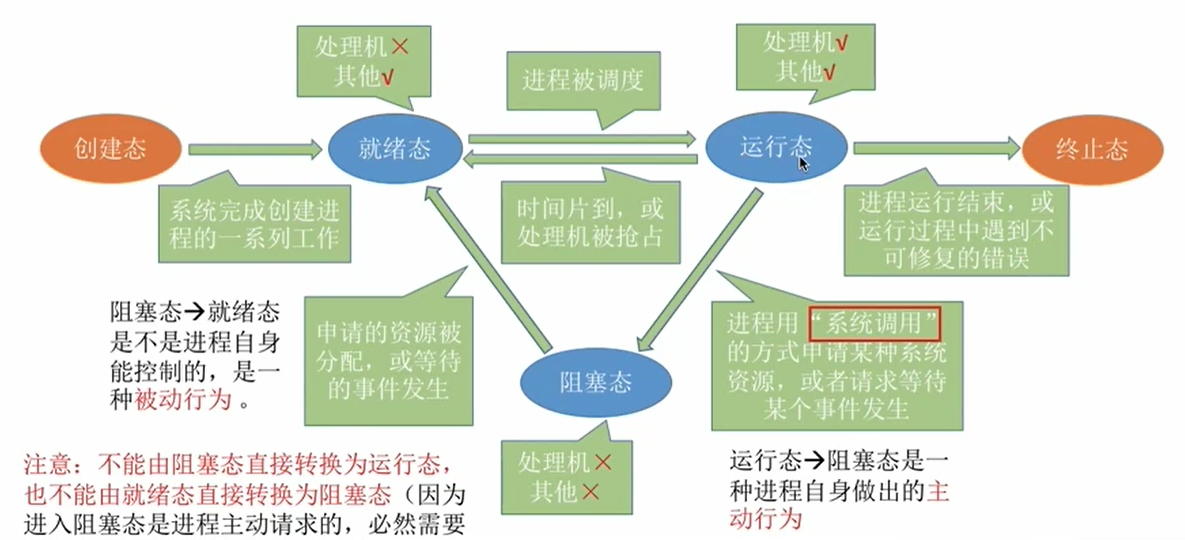 处理机×
其他√
处理机√
其他√
进程被调度
创建态
就绪态
运行态
终止态
系统完成创建进
程的一系列工作
时间片到，或
处理机被抢占
进程运行结束，或
运行过程中遇到不
可修复的错误
阻塞态→就绪态
是不是进程自身
能控制的，是一
种被动行为 。
申请的资源被
分配，或等待
的事件发生
进程用“系统调用”
的方式申请某种系统
资源，或者请求等待
某个事件发生
阻塞态
处理机×
其他×
注意：不能由阻塞态直接转换为运行态，
也不能由就绪态直接转换为阻塞态（因为
进入阻塞态是进程主动请求的，必然需要
运行态→阻塞态是一
种进程自身做出的主
动行为